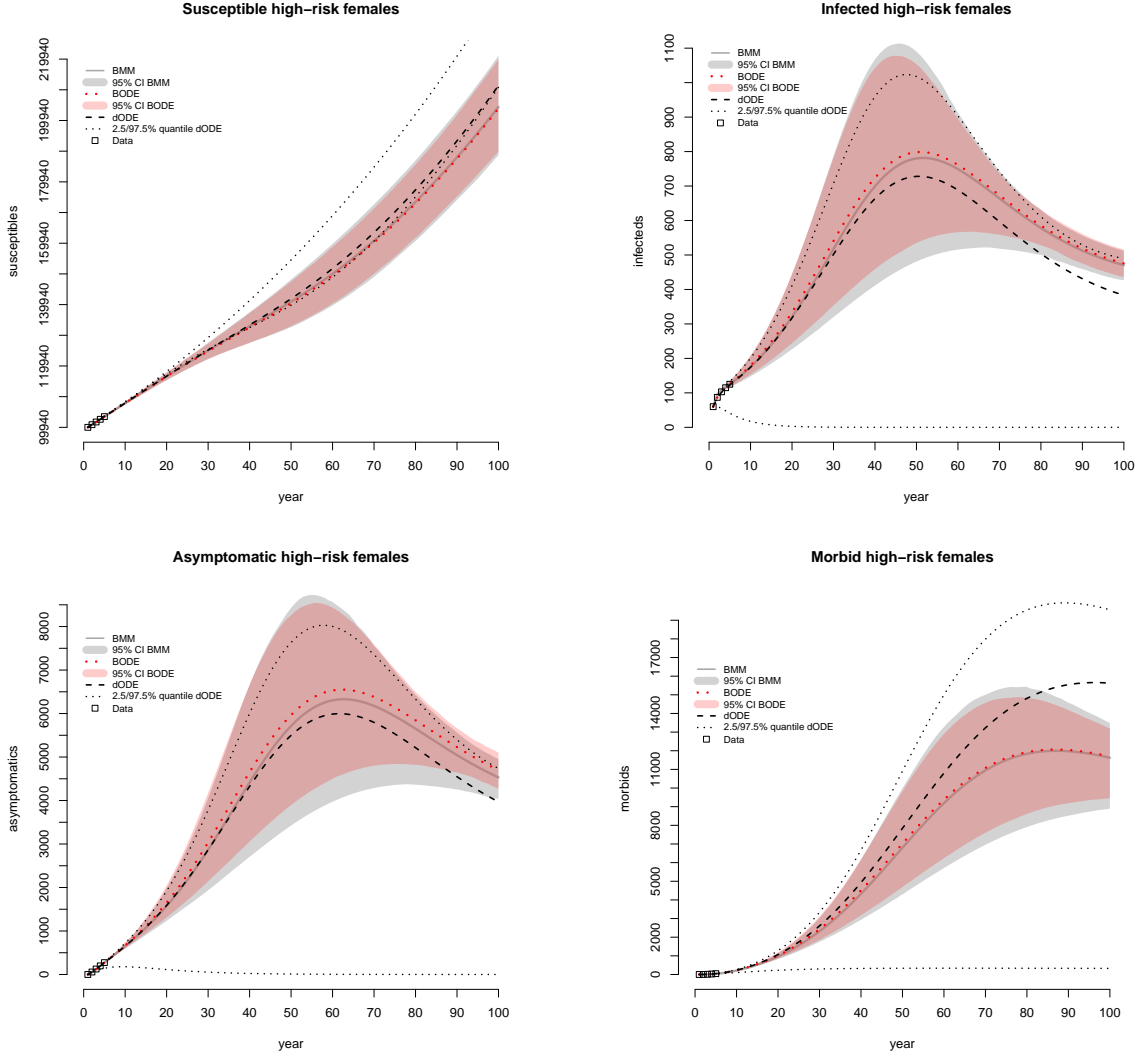 Susceptible high−risk females
susceptibles
99940 119940 139940 159940 179940 199940 219940
BMM
95% CI BMM
BODE
95% CI BODE
dODE
2.5/97.5% quantile dODE
Data
0 10 20 30 40 50 60 70 80 90 100
year
Infected high−risk females
infecteds
0 100 200 300 400 500 600 700 800 900 1100
BMM
95% CI BMM
BODE
95% CI BODE
dODE
2.5/97.5% quantile dODE
Data
0 10 20 30 40 50 60 70 80 90 100
year
Asymptomatic high−risk females
asymptomatics
0 1000 2000 3000 4000 5000 6000 7000 8000
BMM
95% CI BMM
BODE
95% CI BODE
dODE
2.5/97.5% quantile dODE
Data
0 10 20 30 40 50 60 70 80 90 100
year
Morbid high−risk females
morbids
0 2000 5000 8000 11000 14000 17000
BMM
95% CI BMM
BODE
95% CI BODE
dODE
2.5/97.5% quantile dODE
Data
0 10 20 30 40 50 60 70 80 90 100
year